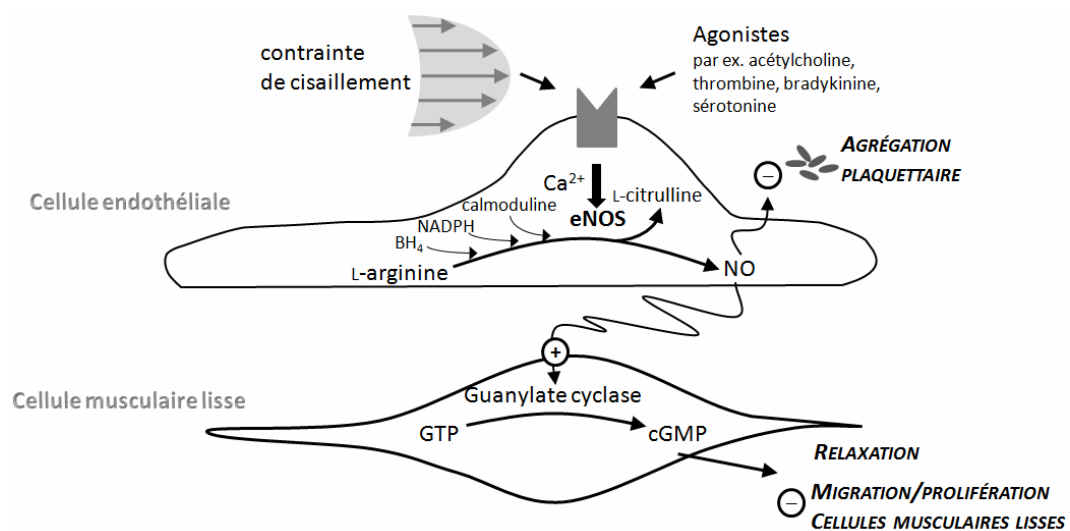 contrainte
de cisaillement
Agonistes
par ex. acétylcholine,
thrombine, bradykinine,
sérotonine
AGRÉGATION
PLAQUETTAIRE
−
Cellule endothéliale
Ca²⁺
L-citrulline
calmoduline
eNOS
NADPH
BH₄
L-arginine
NO
+
Cellule musculaire lisse
Guanylate cyclase
GTP
cGMP
RELAXATION
−
MIGRATION/PROLIFÉRATION
CELLULES MUSCULAIRES LISSES